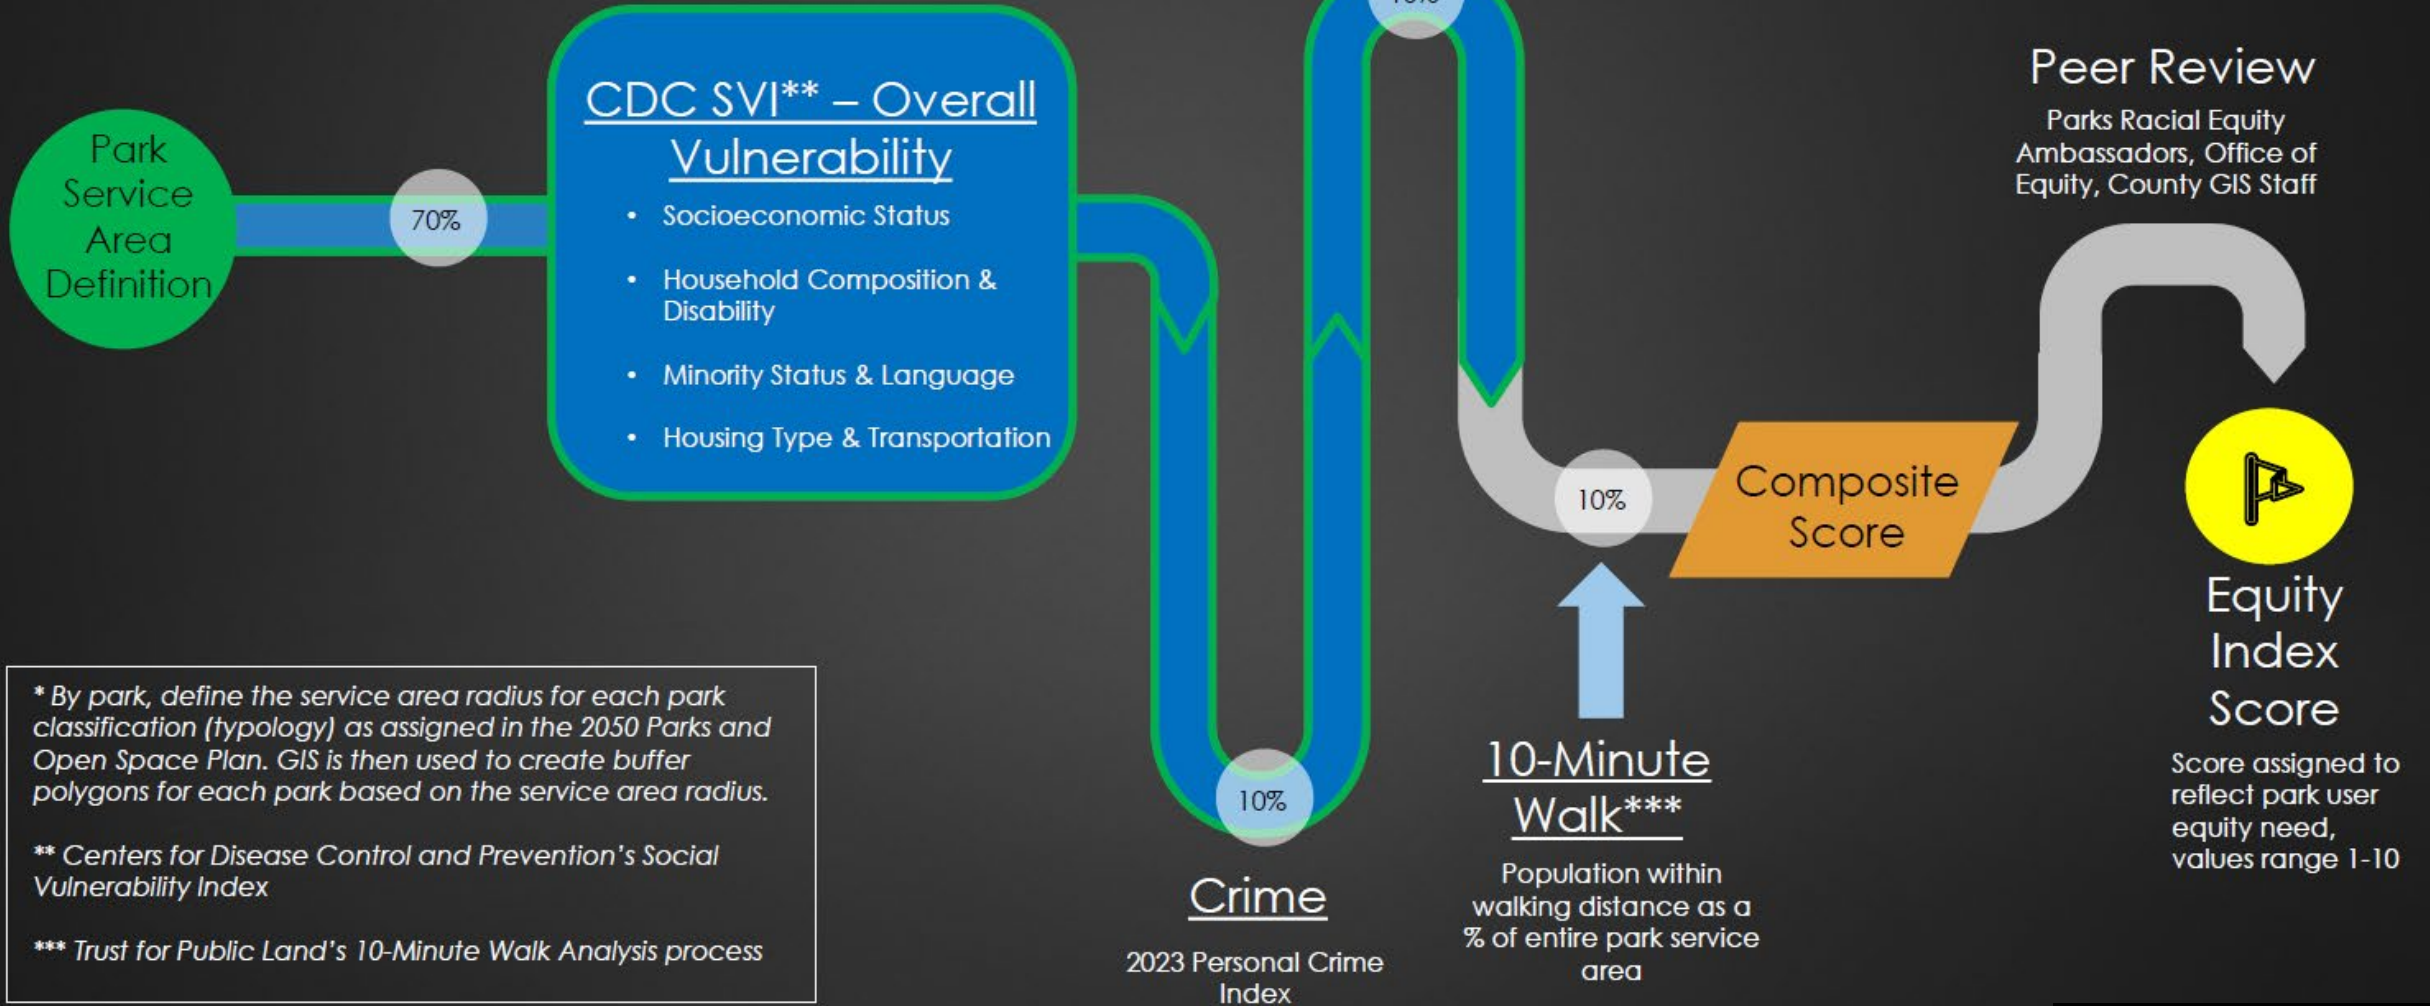 Park
Service
Area
Definition
70%
CDC SVI** – Overall
Vulnerability
• Socioeconomic Status
• Household Composition &
Disability
• Minority Status & Language
• Housing Type & Transportation
10%
Crime
2023 Personal Crime
Index
10%
10-Minute
Walk***
Population within
walking distance as a
% of entire park service
area
Composite
Score
Peer Review
Parks Racial Equity
Ambassadors, Office of
Equity, County GIS Staff
Equity
Index
Score
Score assigned to
reflect park user
equity need,
values range 1-10
* By park, define the service area radius for each park
classification (typology) as assigned in the 2050 Parks and
Open Space Plan. GIS is then used to create buffer
polygons for each park based on the service area radius.
** Centers for Disease Control and Prevention's Social
Vulnerability Index
*** Trust for Public Land's 10-Minute Walk Analysis process